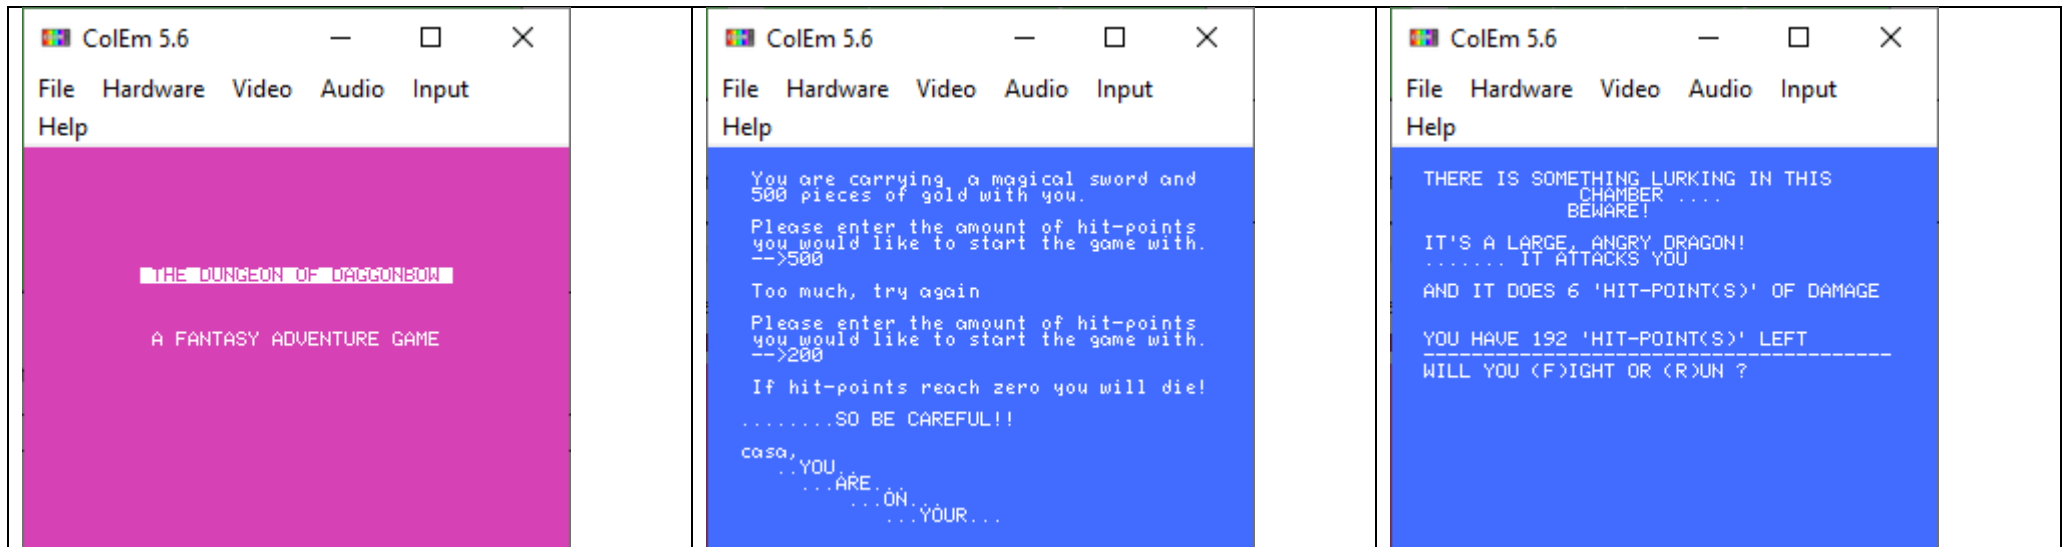 ColEm 5.6
File Hardware Video Audio Input
Help
THE DUNGEON OF DAGGONBOW
A FANTASY ADVENTURE GAME
ColEm 5.6
File Hardware Video Audio Input
Help
You are carrying a magical sword and
500 pieces of gold with you.
Please enter the amount of hit-points
you would like to start the game with.
-->500
Too much, try again
Please enter the amount of hit-points
you would like to start the game with.
-->200
If hit-points reach zero you will die!
........SO BE CAREFUL!!
casa,
..YOU..
...ARE...
...ON...
...YOUR...
ColEm 5.6
File Hardware Video Audio Input
Help
THERE IS SOMETHING LURKING IN THIS
CHAMBER ....
BEWARE!
IT'S A LARGE, ANGRY DRAGON!
....... IT ATTACKS YOU
AND IT DOES 6 'HIT-POINT(S)' OF DAMAGE
YOU HAVE 192 'HIT-POINT(S)' LEFT
---------------------------------------
WILL YOU (F)IGHT OR (R)UN ?